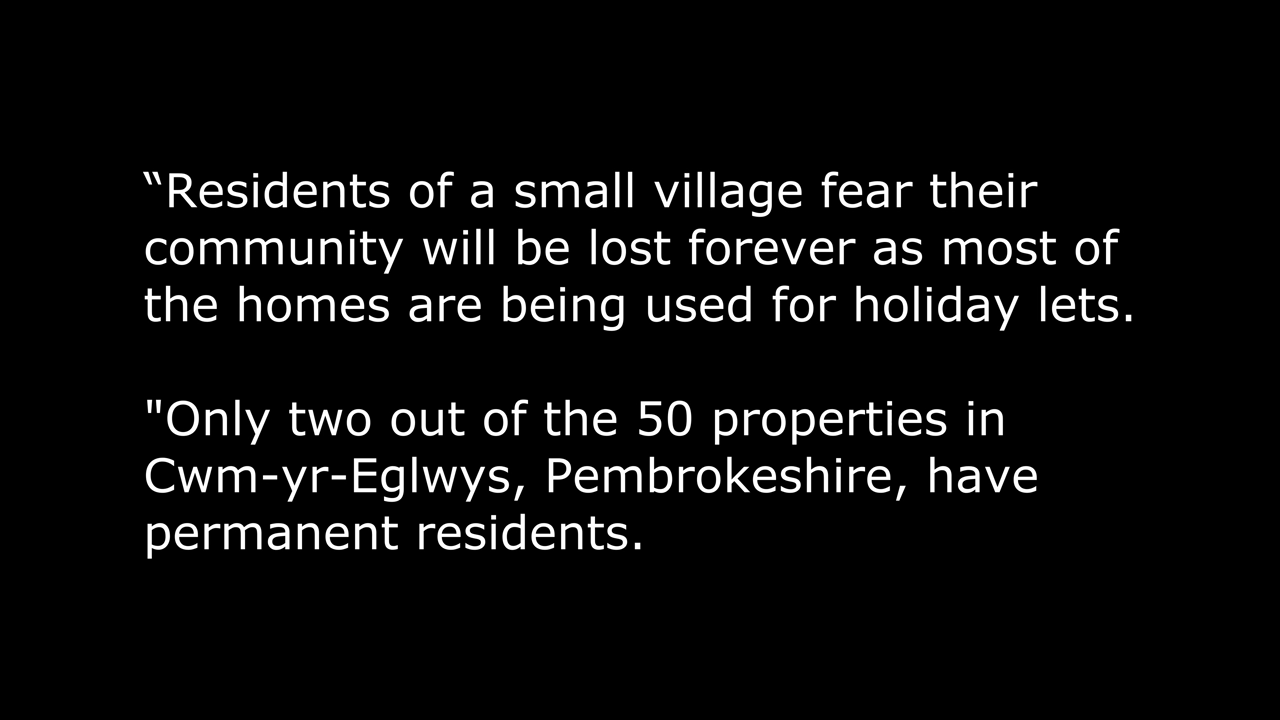 “Residents of a small village fear their
community will be lost forever as most of
the homes are being used for holiday lets.
"Only two out of the 50 properties in
Cwm-yr-Eglwys, Pembrokeshire, have
permanent residents.